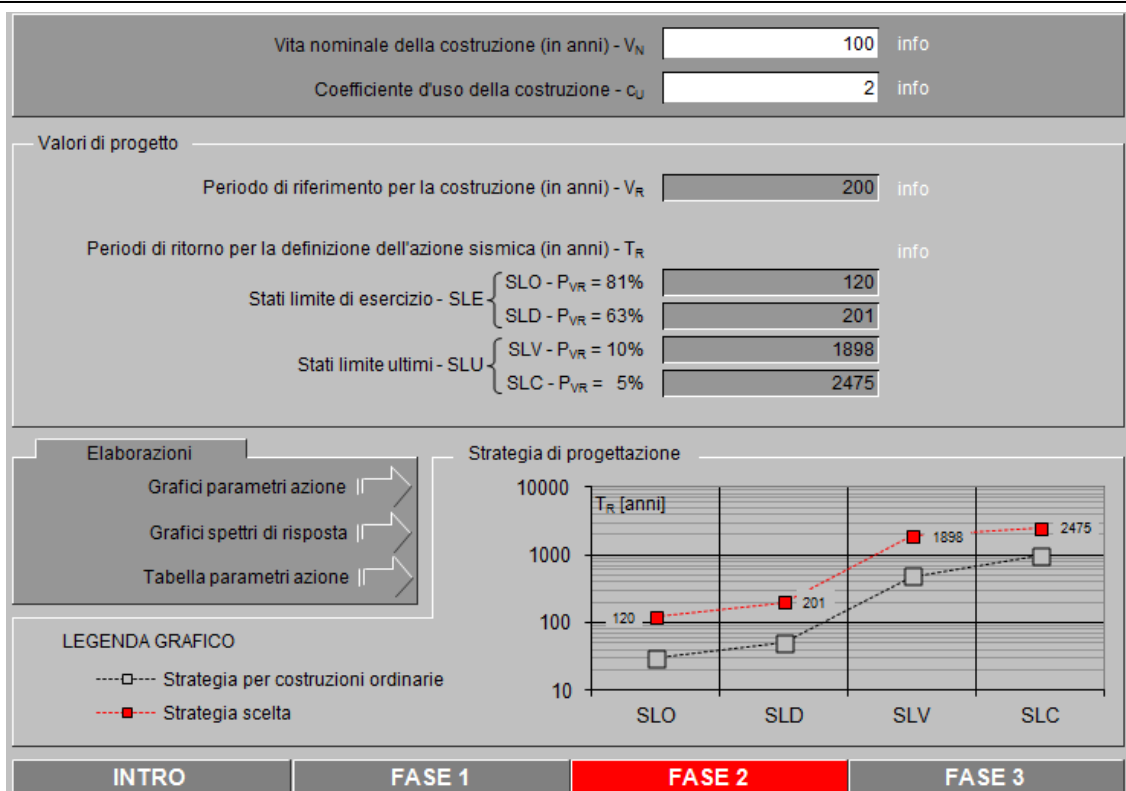 Vita nominale della costruzione (in anni) - VN 100 info
Coefficiente d'uso della costruzione - cU 2 info
Valori di progetto
Periodo di riferimento per la costruzione (in anni) - VR 200 info
Periodi di ritorno per la definizione dell'azione sismica (in anni) - TR info
Stati limite di esercizio - SLE
SLO - PVR = 81% 120
SLD - PVR = 63% 201
Stati limite ultimi - SLU
SLV - PVR = 10% 1898
SLC - PVR = 5% 2475
Elaborazioni
Grafici parametri azione
Grafici spettri di risposta
Tabella parametri azione
LEGENDA GRAFICO
Strategia per costruzioni ordinarie
Strategia scelta
Strategia di progettazione
TR [anni]
10000
1000
100
10
120
201
1898
2475
SLO SLD SLV SLC
INTRO FASE 1 FASE 2 FASE 3